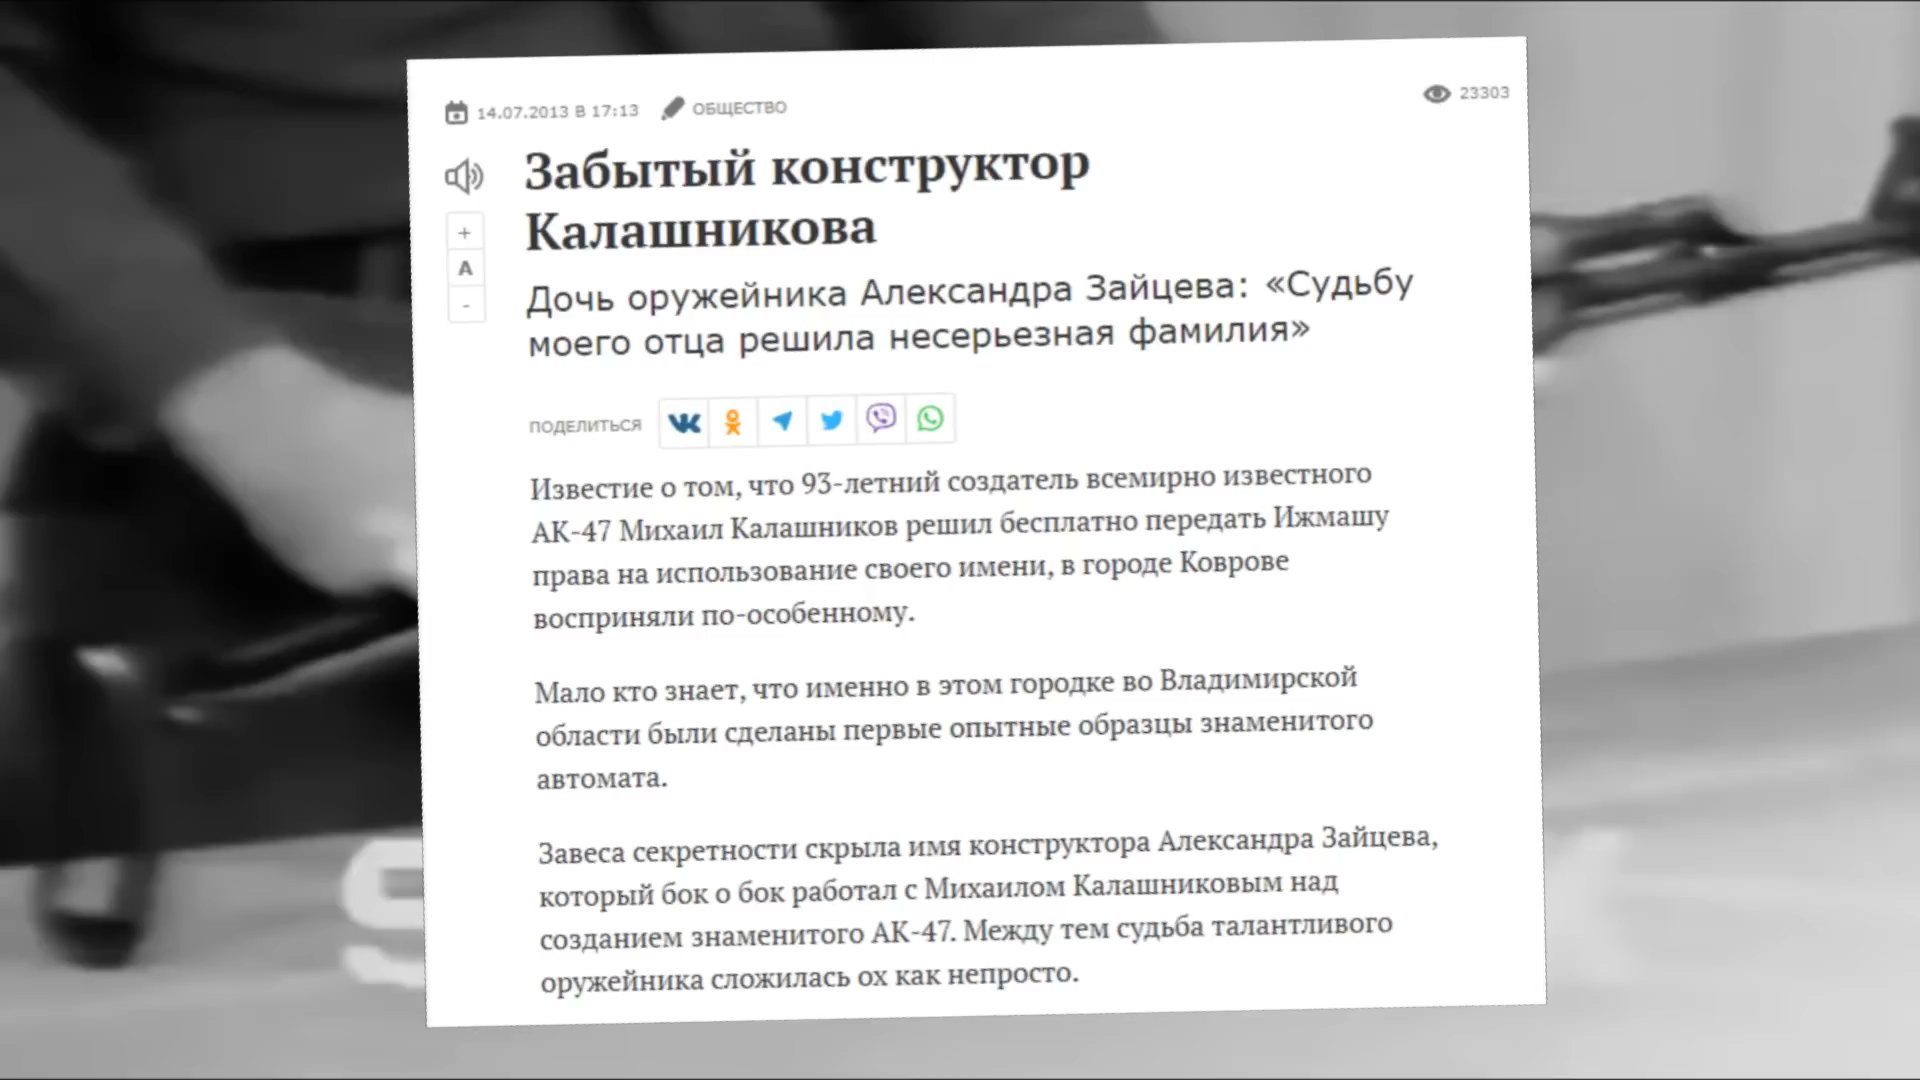 14.07.2013 В 17:13 ОБЩЕСТВО 23303
Забытый конструктор
Калашникова
+
A
-
Дочь оружейника Александра Зайцева: «Судьбу
моего отца решила несерьезная фамилия»
ПОДЕЛИТЬСЯ
Известие о том, что 93-летний создатель всемирно известного
АК-47 Михаил Калашников решил бесплатно передать Ижмашу
права на использование своего имени, в городе Коврове
восприняли по-особенному.
Мало кто знает, что именно в этом городке во Владимирской
области были сделаны первые опытные образцы знаменитого
автомата.
Завеса секретности скрыла имя конструктора Александра Зайцева,
который бок о бок работал с Михаилом Калашниковым над
созданием знаменитого АК-47. Между тем судьба талантливого
оружейника сложилась ох как непросто.